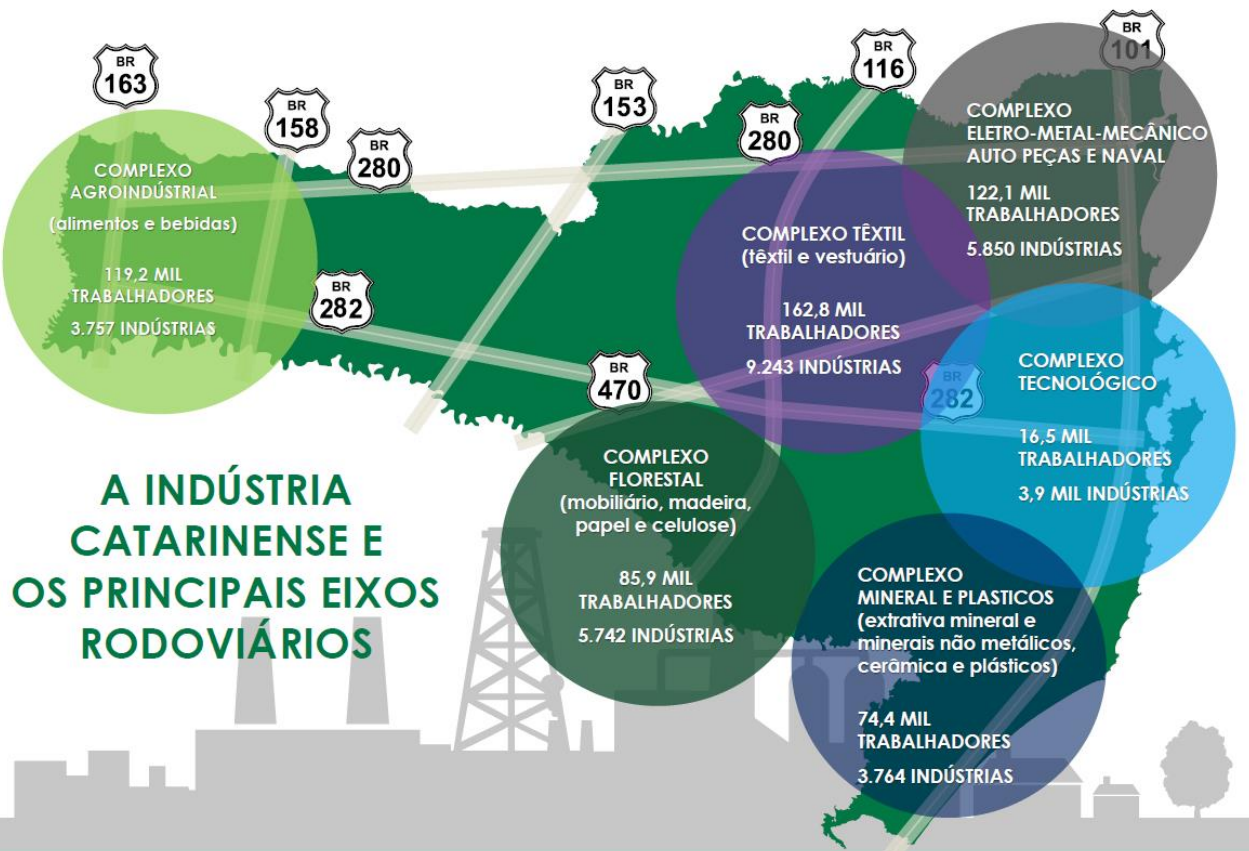 BR
163
BR
158
BR
280
BR
153
BR
280
BR
116
BR
101
COMPLEXO
AGROINDÚSTRIAL
(alimentos e bebidas)
119,2 MIL
TRABALHADORES
3.757 INDÚSTRIAS
BR
282
COMPLEXO TÊXTIL
(têxtil e vestuário)
162,8 MIL
TRABALHADORES
9.243 INDÚSTRIAS
COMPLEXO
ELETRO-METAL-MECÂNICO
AUTO PEÇAS E NAVAL
122,1 MIL
TRABALHADORES
5.850 INDÚSTRIAS
BR
470
BR
282
COMPLEXO
TECNOLÓGICO
16,5 MIL
TRABALHADORES
3,9 MIL INDÚSTRIAS
COMPLEXO
FLORESTAL
(mobiliário, madeira,
papel e celulose)
85,9 MIL
TRABALHADORES
5.742 INDÚSTRIAS
COMPLEXO
MINERAL E PLASTICOS
(extrativa mineral e
minerais não metálicos,
cerâmica e plásticos)
74,4 MIL
TRABALHADORES
3.764 INDÚSTRIAS
A INDÚSTRIA
CATARINENSE E
OS PRINCIPAIS EIXOS
RODOVIÁRIOS